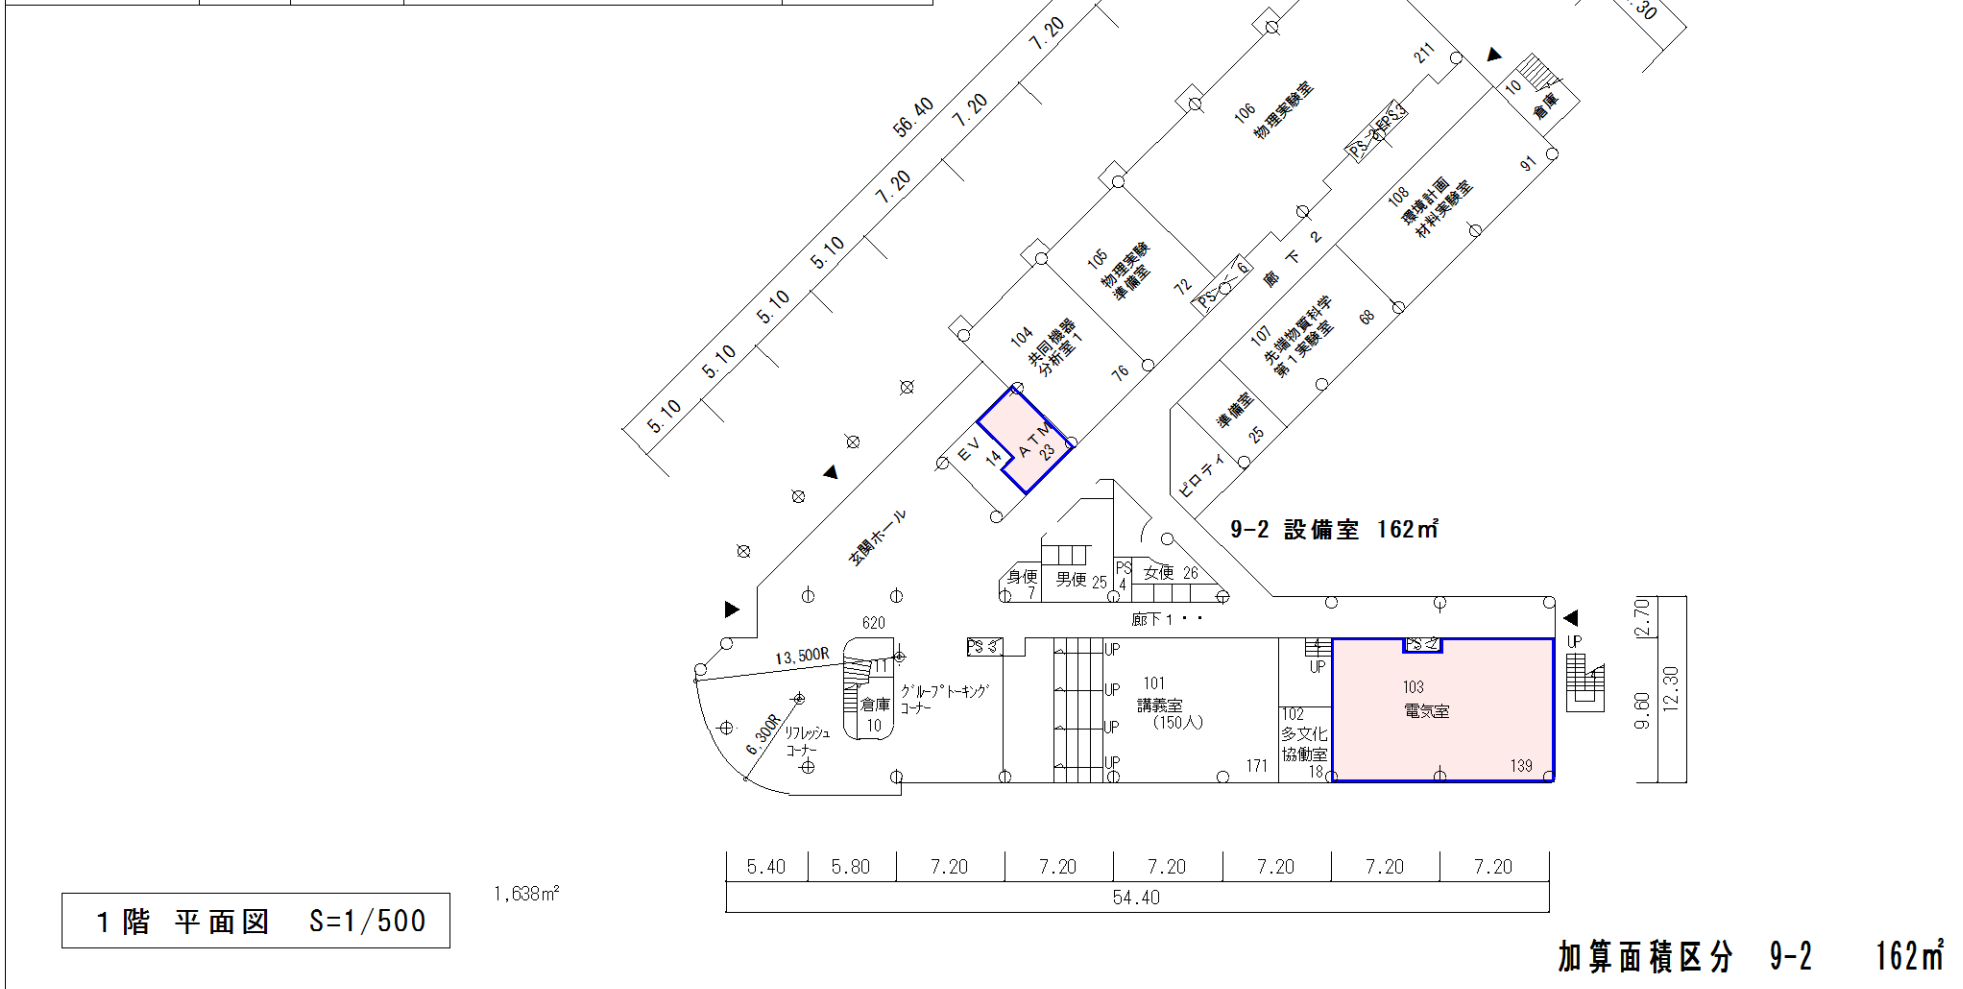 7.20
56.40
7.20
7.20
5.10
5.10
5.10
5.10
.30
211
106
物理実験室
10
倉庫
PS-3
EPS3
91
108
環境計画
材料実験室
105
物理実験
準備室
72
PS-6
廊下 2
104
共同機器
分析室1
76
107
先端物質科学
第1実験室
68
準備室
25
ピロティ
EV
14
ATM
23
玄関ホール
9-2 設備室 162㎡
身便
7
男便 25
PS
4
女便 26
廊下1・・
620
13,500R
11
倉庫
10
PS-3
グループトーキング
コーナー
6,300R
リフレッシュ
コーナー
UP
UP
UP
UP
101
講義室
(150人)
171
UP
102
多文化
協働室
18
PS-2
103
電気室
139
UP
2.70
9.60
12.30
5.40
5.80
7.20
7.20
7.20
7.20
7.20
7.20
54.40
1,638m²
1階 平面図 S=1/500
加算面積区分 9-2 162㎡